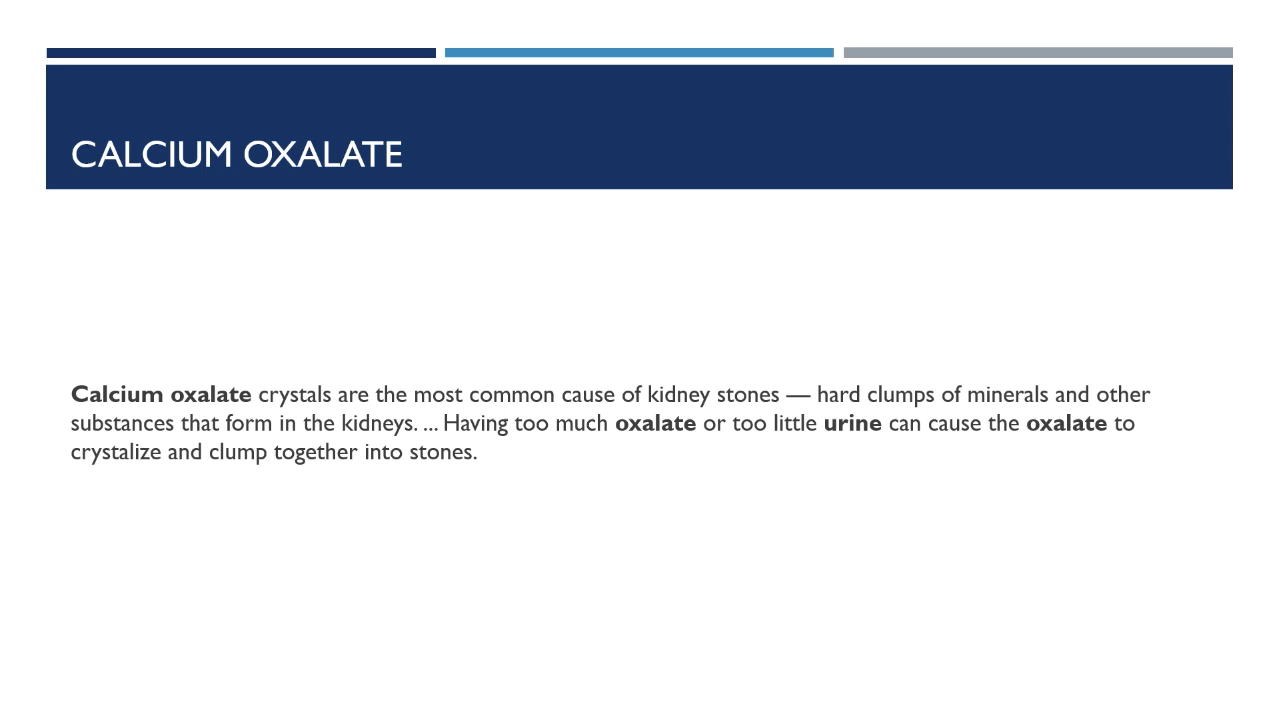 CALCIUM OXALATE
Calcium oxalate crystals are the most common cause of kidney stones — hard clumps of minerals and other
substances that form in the kidneys. ... Having too much oxalate or too little urine can cause the oxalate to
crystalize and clump together into stones.